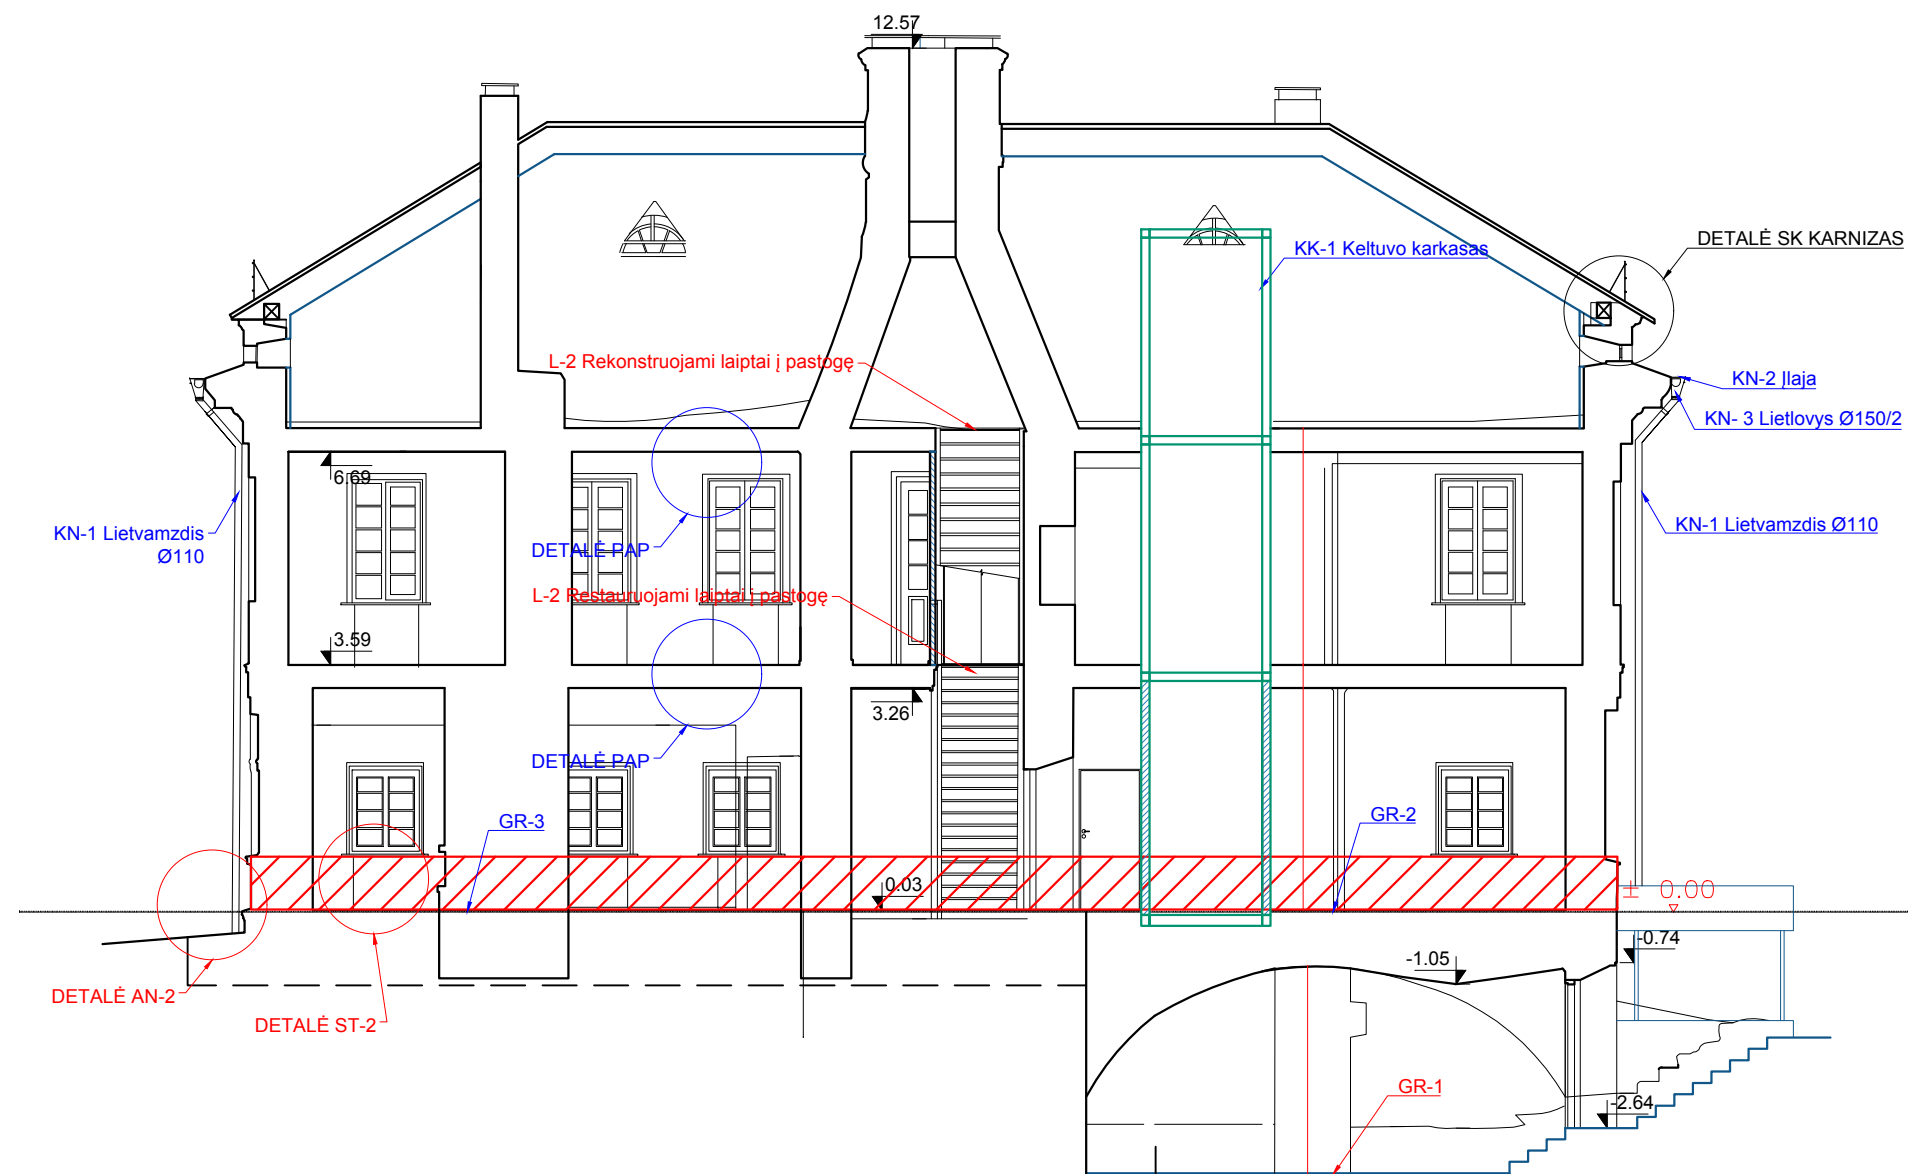 12.57
DETALĖ SK KARNIZAS
KK-1 Keltuvo karkasas
L-2 Rekonstruojami laiptai į pastogę
KN-2 Įlaja
KN- 3 Lietlovys Ø150/2
6.69
KN-1 Lietvamzdis
Ø110
KN-1 Lietvamzdis Ø110
DETALĖ PAP
L-2 Restauruojami laiptai į pastogę
3.59
3.26
DETALĖ PAP
GR-3
GR-2
0.03
± 0.00
-0.74
-1.05
DETALĖ AN-2
DETALĖ ST-2
GR-1
-2.64